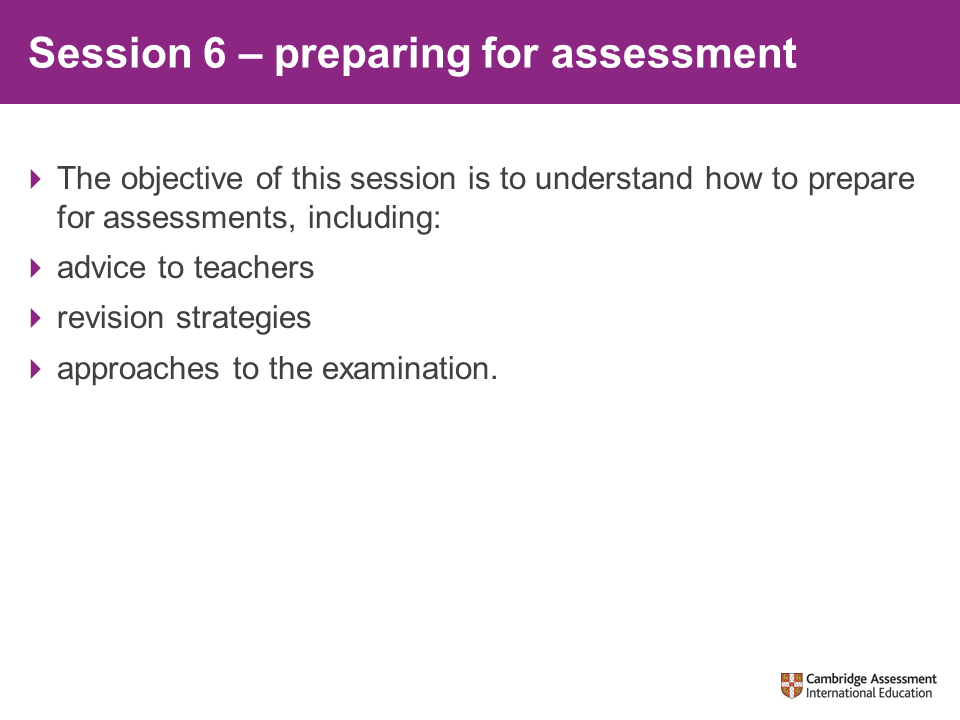 Session 6 – preparing for assessment
The objective of this session is to understand how to prepare
for assessments, including:
advice to teachers
revision strategies
approaches to the examination.
Cambridge Assessment
International Education